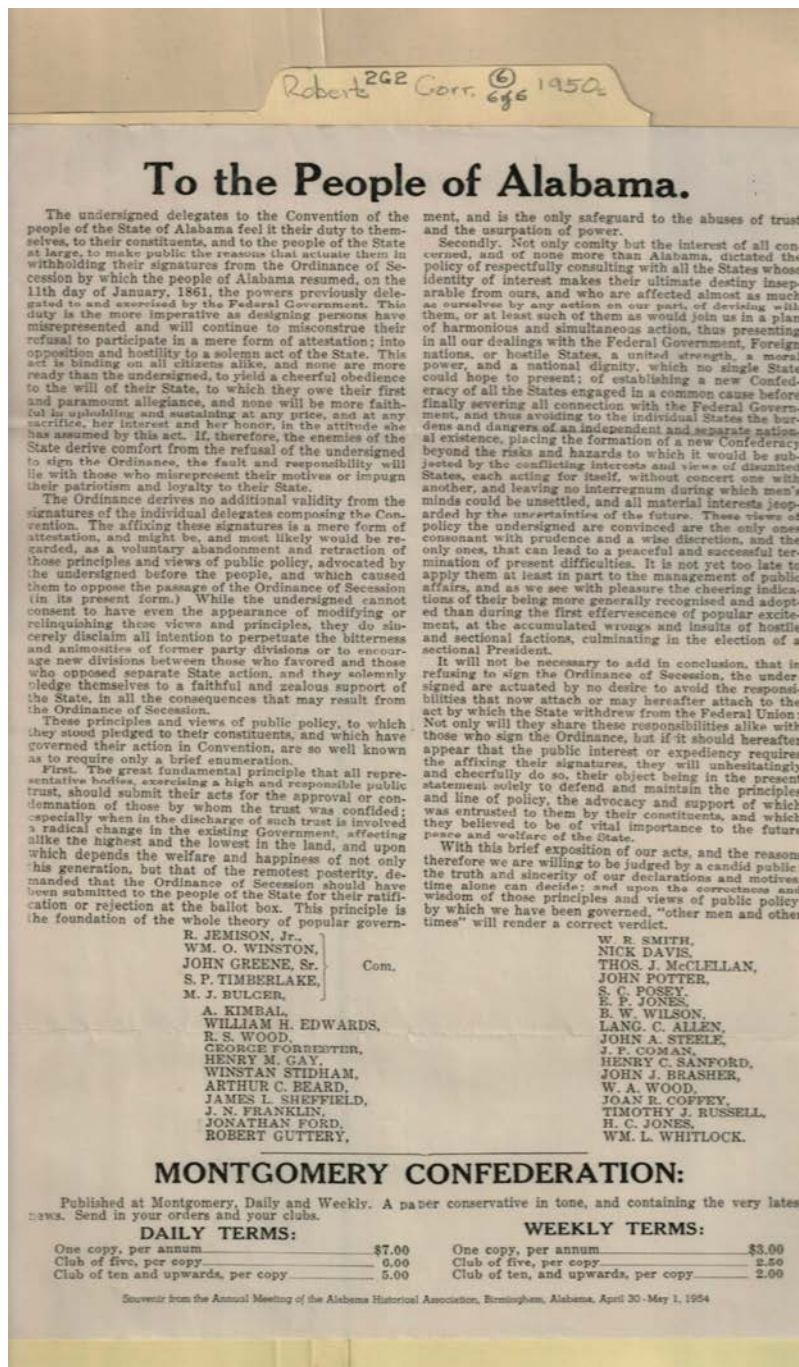 Roberts 2G2 Corr. 6 1950s
6of6
To the People of Alabama.
The undersigned delegates to the Convention of the
people of the State of Alabama feel it their duty to them-
selves, to their constituents, and to the people of the State
at large, to make public the reasons that actuate them in
withholding their signatures from the Ordinance of Se-
cession by which the people of Alabama resumed, on the
11th day of January, 1861, the powers previously dele-
gated to and exercised by the Federal Government. This
duty is the more imperative as designing persons have
misrepresented and will continue to misconstrue their
refusal to participate in a mere form of attestation; into
opposition and hostility to a solemn act of the State. This
act is binding on all citizens alike, and none are more
ready than the undersigned, to yield a cheerful obedience
to the will of their State, to which they owe their first
and paramount allegiance, and none will be more faith-
ful in upholding and sustaining at any price, and at any
sacrifice, her interest and her honor, in the attitude she
has assumed by this act. If, therefore, the enemies of the
State derive comfort from the refusal of the undersigned
to sign the Ordinance, the fault and responsibility will
lie with those who misrepresent their motives or impugn
their patriotism and loyalty to their State.
The Ordinance derives no additional validity from the
signatures of the individual delegates composing the Con-
vention. The affixing these signatures is a mere form of
attestation, and might be, and most likely would be re-
garded, as a voluntary abandonment and retraction of
those principles and views of public policy, advocated by
the undersigned before the people, and which caused
them to oppose the passage of the Ordinance of Secession
(in its present form.) While the undersigned cannot
consent to have even the appearance of modifying or
relinquishing these views and principles, they do sin-
cerely disclaim all intention to perpetuate the bitterness
and animosities of former party divisions or to encour-
age new divisions between those who favored and those
who opposed separate State action, and they solemnly
pledge themselves to a faithful and zealous support of
the State, in all the consequences that may result from
the Ordinance of Secession.
These principles and views of public policy, to which
they stood pledged to their constituents, and which have
governed their action in Convention, are so well known
as to require only a brief enumeration.
First. The great fundamental principle that all repre-
sentative bodies, exercising a high and responsible public
trust, should submit their acts for the approval or con-
demnation of those by whom the trust was confided;
especially when in the discharge of such trust is involved
a radical change in the existing Government, affecting
alike the highest and the lowest in the land, and upon
which depends the welfare and happiness of not only
this generation, but that of the remotest posterity, de-
manded that the Ordinance of Secession should have
been submitted to the people of the State for their ratifi-
cation or rejection at the ballot box. This principle is
the foundation of the whole theory of popular govern-
ment, and is the only safeguard to the abuses of trust
and the usurpation of power.
Secondly. Not only comity but the interest of all con-
cerned, and of none more than Alabama, dictated the
policy of respectfully consulting with all the States whose
identity of interest makes their ultimate destiny insep-
arable from ours, and who are affected almost as much
as ourselves by any action on our part, of devising with
them, or at least such of them as would join us in a plan
of harmonious and simultaneous action, thus presenting
in all our dealings with the Federal Government, Foreign
nations, or hostile States, a united strength, a moral
power, and a national dignity, which no single State
could hope to present; of establishing a new Confed-
eracy of all the States engaged in a common cause before
finally severing all connection with the Federal Govern-
ment, and thus avoiding to the individual States the bur-
dens and dangers of an independent and separate nation-
al existence, placing the formation of a new Confederacy
beyond the risks and hazards to which it would be sub-
jected by the conflicting interests and views of disunited
States, each acting for itself, without concert one with
another, and leaving no interregnum during which men's
minds could be unsettled, and all material interests jeop-
arded by the uncertainties of the future. These views of
policy the undersigned are convinced are the only ones
consonant with prudence and a wise discretion, and the
only ones, that can lead to a peaceful and successful ter-
mination of present difficulties. It is not yet too late to
apply them at least in part to the management of public
affairs, and as we see with pleasure the cheering indica-
tions of their being more generally recognised and adopt-
ed than during the first effervescence of popular excite-
ment, at the accumulated wrongs and insults of hostile
and sectional factions, culminating in the election of a
sectional President.
It will not be necessary to add in conclusion, that in
refusing to sign the Ordinance of Secession, the under-
signed are actuated by no desire to avoid the responsi-
bilities that now attach or may hereafter attach to the
act by which the State withdrew from the Federal Union:
Not only will they share these responsibilities alike with
those who sign the Ordinance, but if it should hereafter
appear that the public interest or expediency requires
the affixing their signatures, they will unhesitatingly
and cheerfully do so, their object being in the present
statement solely to defend and maintain the principles
and line of policy, the advocacy and support of which
was entrusted to them by their constituents, and which
they believed to be of vital importance to the future
peace and welfare of the State.
With this brief exposition of our acts, and the reasons
therefore we are willing to be judged by a candid public:
the truth and sincerity of our declarations and motives
time alone can decide; and upon the correctness and
wisdom of those principles and views of public policy
by which we have been governed, "other men and other
times" will render a correct verdict.
R. JEMISON, Jr.,
WM. O. WINSTON,
JOHN GREENE, Sr. Com.
S. P. TIMBERLAKE,
M. J. BULGER,
A. KIMBAL,
WILLIAM H. EDWARDS,
R. S. WOOD,
GEORGE FORRESTER,
HENRY M. GAY,
WINSTAN STIDHAM,
ARTHUR C. BEARD,
JAMES L. SHEFFIELD,
J. N. FRANKLIN,
JONATHAN FORD,
ROBERT GUTTERY,
W. R. SMITH,
NICK DAVIS,
THOS. J. McCLELLAN,
JOHN POTTER,
S. C. POSEY,
E. P. JONES,
B. W. WILSON,
LANG. C. ALLEN,
JOHN A. STEELE,
J. P. COMAN,
HENRY C. SANFORD,
JOHN J. BRASHER,
W. A. WOOD,
JOAN R. COFFEY,
TIMOTHY J. RUSSELL,
H. C. JONES,
WM. L. WHITLOCK.
MONTGOMERY CONFEDERATION:
Published at Montgomery, Daily and Weekly. A paper conservative in tone, and containing the very lates
news. Send in your orders and your clubs.
DAILY TERMS:
One copy, per annum $7.00
Club of five, per copy 6.00
Club of ten and upwards, per copy 5.00
WEEKLY TERMS:
One copy, per annum $3.00
Club of five, per copy 2.50
Club of ten, and upwards, per copy 2.00
Souvenir from the Annual Meeting of the Alabama Historical Association, Birmingham, Alabama, April 30 - May 1, 1954